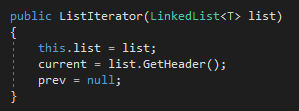 public ListIterator(LinkedList<T> list)
{
    this.list = list;
    current = list.GetHeader();
    prev = null;
}